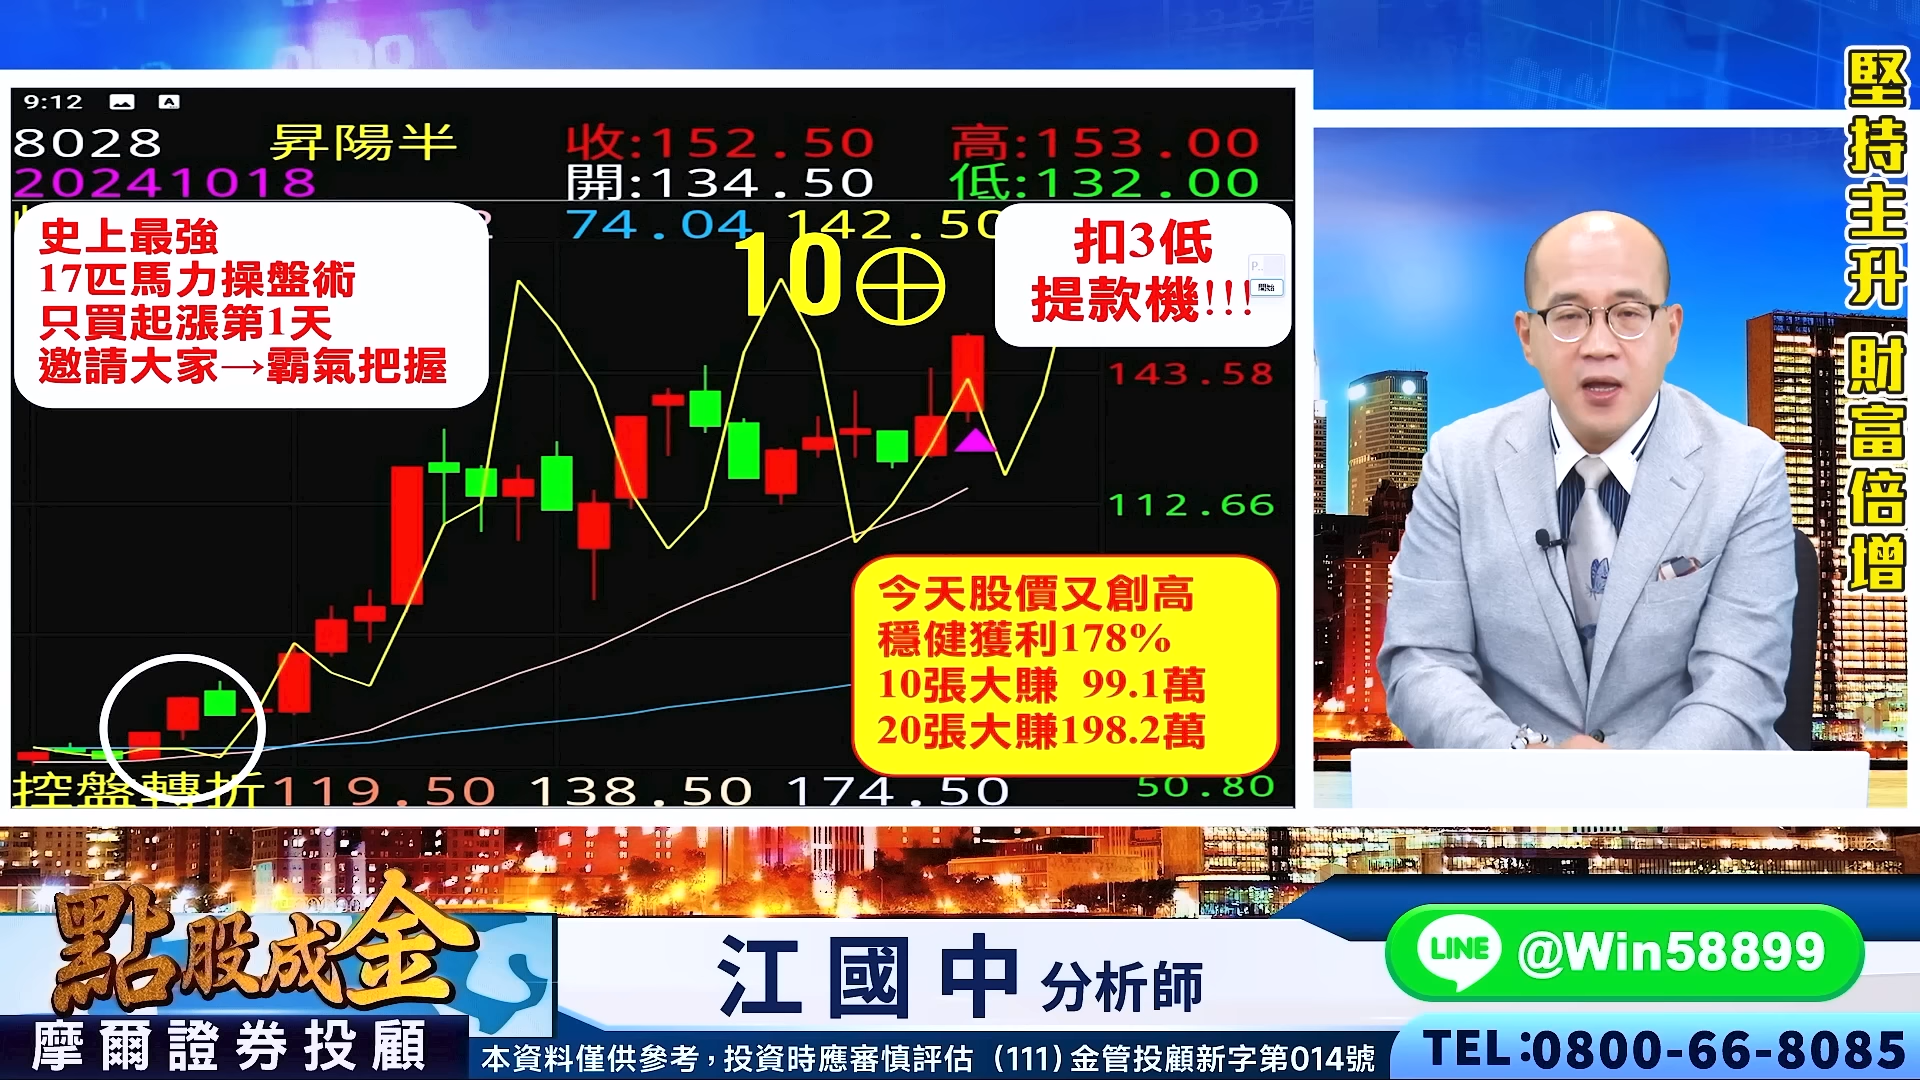 9:12
A
8028 昇陽半 收:152.50 高:153.00
20241018 開:134.50 低:132.00
74.04 142.50
史上最強
17匹馬力操盤術
只買起漲第1天
邀請大家→霸氣把握
10
扣3低
提款機!!!
P..
開始
143.58
112.66
今天股價又創高
穩健獲利178%
10張大賺 99.1萬
20張大賺198.2萬
控盤轉折 119.50 138.50 174.50
50.80
堅持主升 財富倍增
點股成金
摩爾證券投顧
江國中 分析師
本資料僅供參考，投資時應審慎評估 (111)金管投顧新字第014號
LINE @Win58899
TEL:0800-66-8085